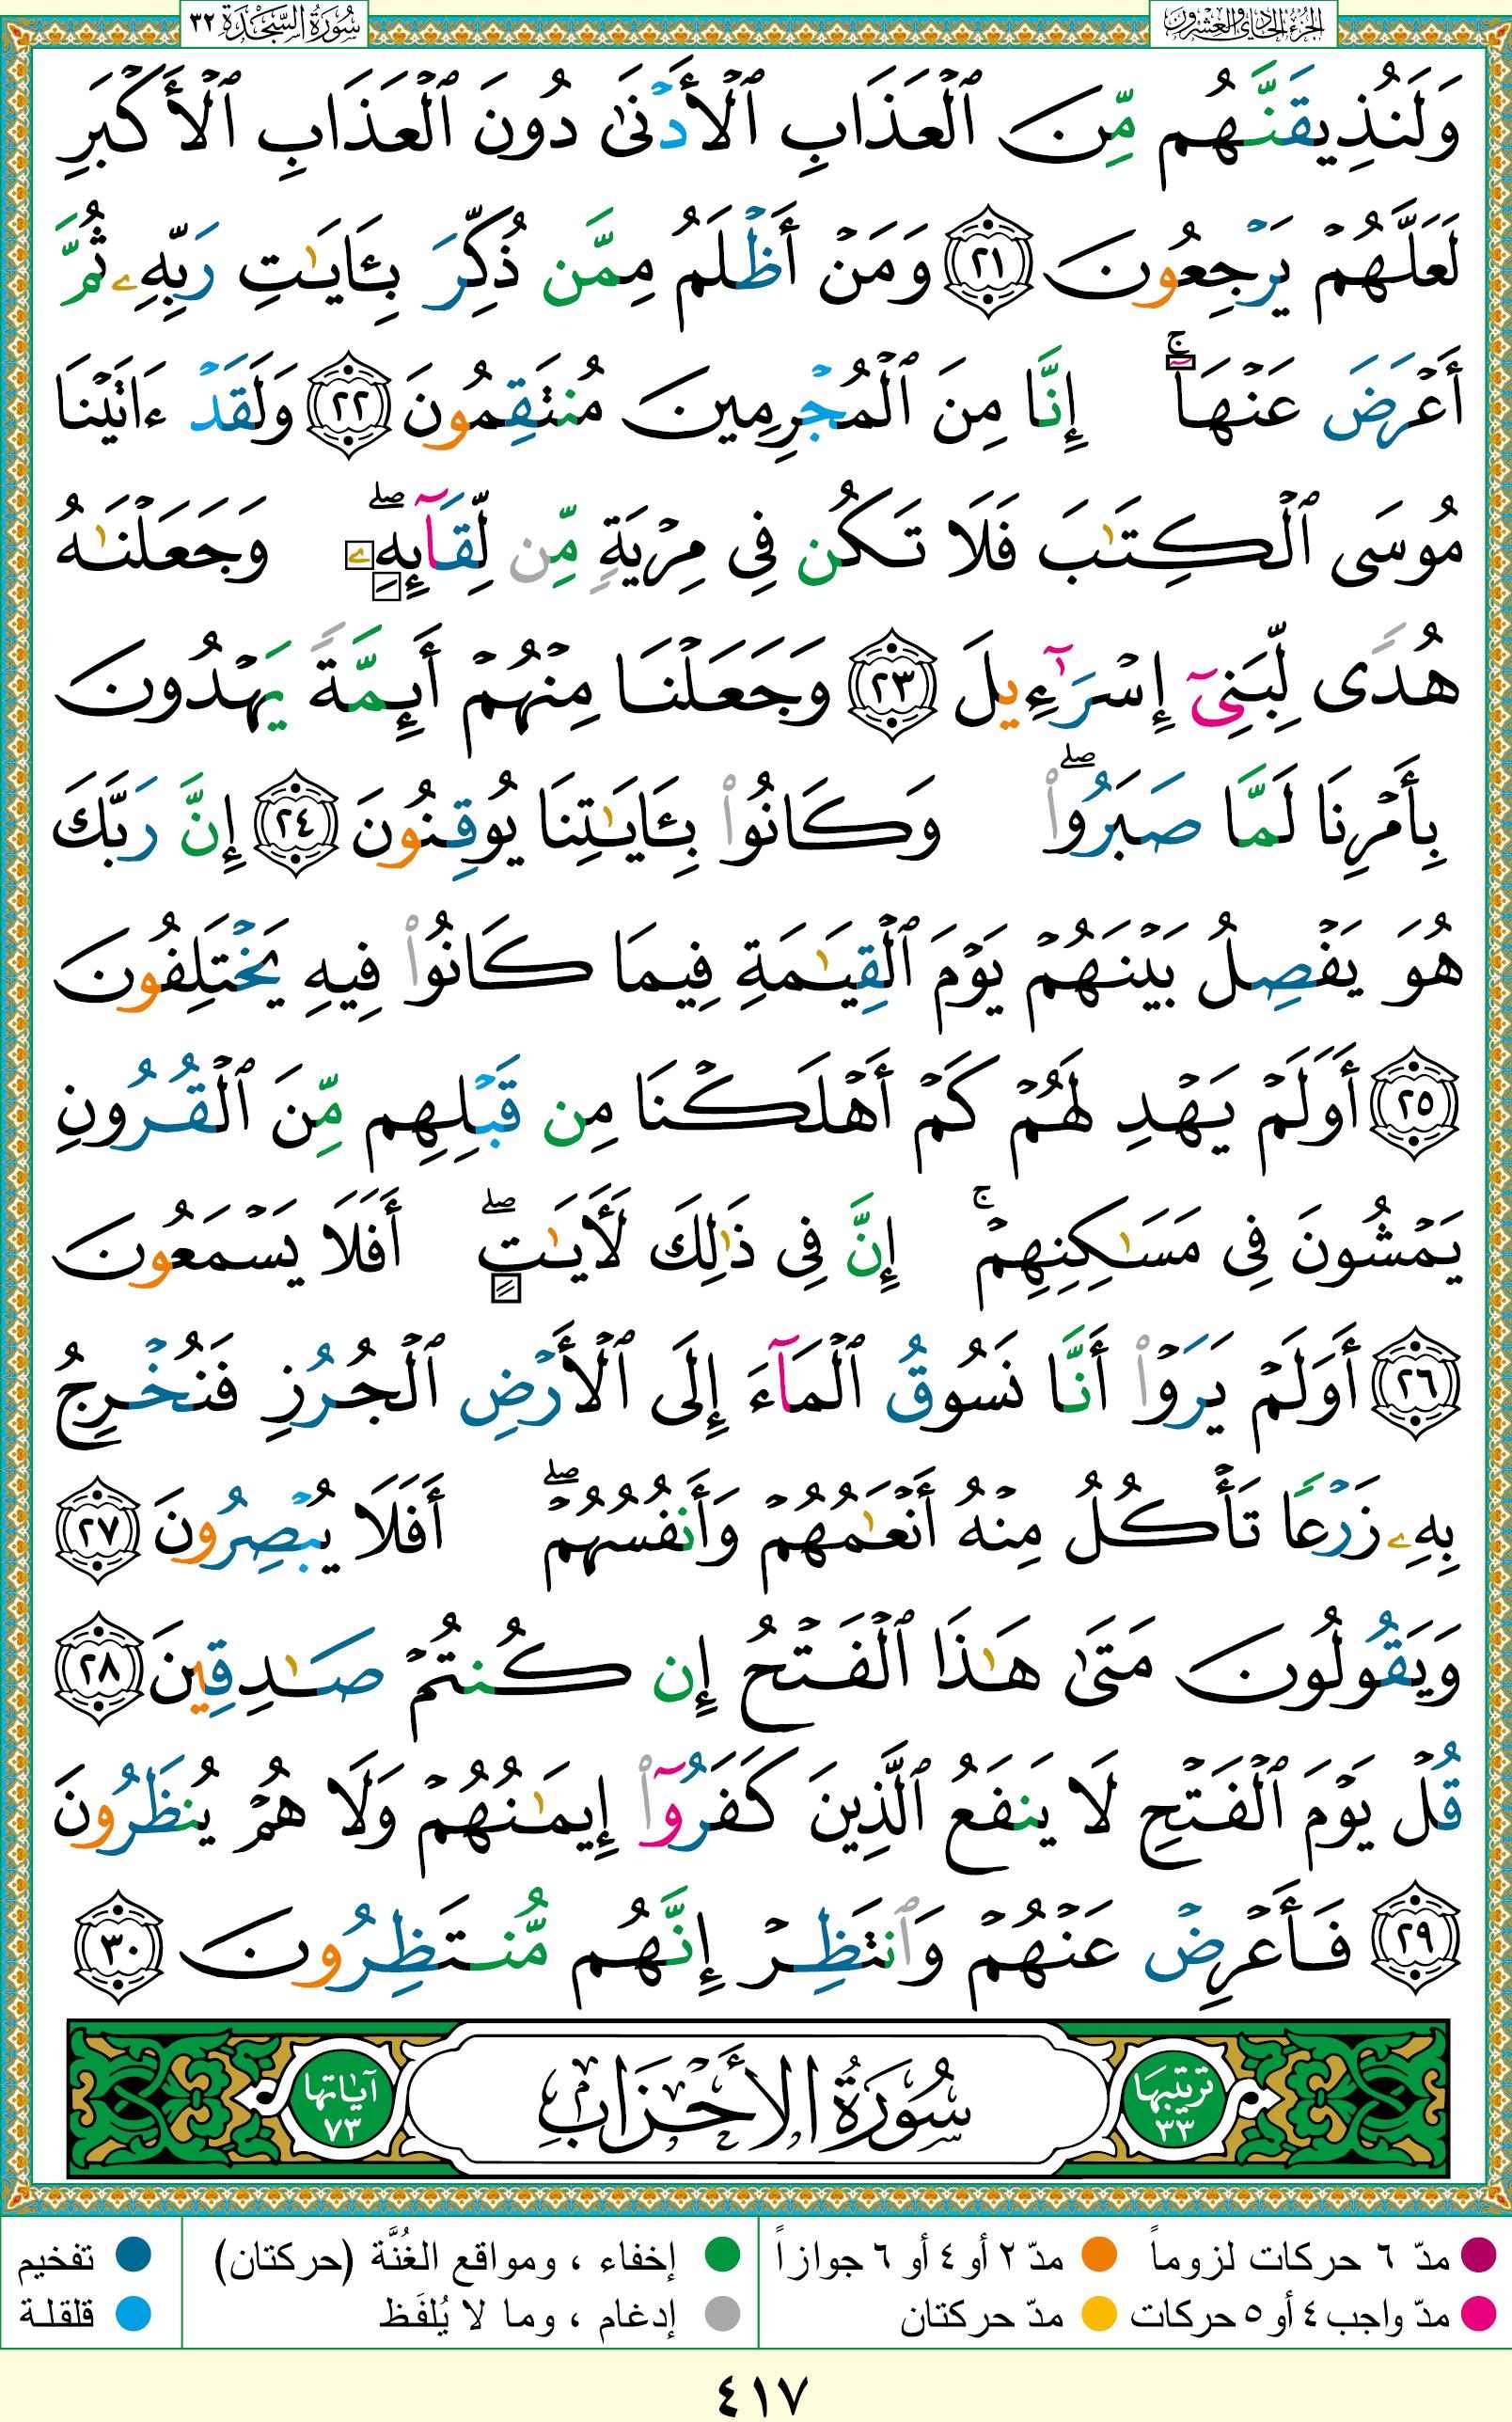 الجزء الحادي والعشرون
سُورَةُ السَّجْدَة ٣٢
وَلَنُذِيقَنَّهُم مِّنَ ٱلْعَذَابِ ٱلْأَدْنَىٰ دُونَ ٱلْعَذَابِ ٱلْأَكْبَرِ
لَعَلَّهُمْ يَرْجِعُونَ ٢١ وَمَنْ أَظْلَمُ مِمَّن ذُكِّرَ بِـَٔايَٰتِ رَبِّهِۦ ثُمَّ
أَعْرَضَ عَنْهَآ ۚ إِنَّا مِنَ ٱلْمُجْرِمِينَ مُنتَقِمُونَ ٢٢ وَلَقَدْ ءَاتَيْنَا
مُوسَى ٱلْكِتَٰبَ فَلَا تَكُن فِى مِرْيَةٍ مِّن لِّقَآئِهِۦ ۖ وَجَعَلْنَٰهُ
هُدًى لِّبَنِىٓ إِسْرَٰٓءِيلَ ٢٣ وَجَعَلْنَا مِنْهُمْ أَئِمَّةً يَهْدُونَ
بِأَمْرِنَا لَمَّا صَبَرُوا۟ ۖ وَكَانُوا۟ بِـَٔايَٰتِنَا يُوقِنُونَ ٢٤ إِنَّ رَبَّكَ
هُوَ يَفْصِلُ بَيْنَهُمْ يَوْمَ ٱلْقِيَٰمَةِ فِيمَا كَانُوا۟ فِيهِ يَخْتَلِفُونَ
٢٥ أَوَلَمْ يَهْدِ لَهُمْ كَمْ أَهْلَكْنَا مِن قَبْلِهِم مِّنَ ٱلْقُرُونِ
يَمْشُونَ فِى مَسَٰكِنِهِمْ ۚ إِنَّ فِى ذَٰلِكَ لَأَيَٰتٍ ۖ أَفَلَا يَسْمَعُونَ
٢٦ أَوَلَمْ يَرَوْا۟ أَنَّا نَسُوقُ ٱلْمَآءَ إِلَى ٱلْأَرْضِ ٱلْجُرُزِ فَنُخْرِجُ
بِهِۦ زَرْعًا تَأْكُلُ مِنْهُ أَنْعَٰمُهُمْ وَأَنفُسُهُمْ ۖ أَفَلَا يُبْصِرُونَ ٢٧
وَيَقُولُونَ مَتَىٰ هَٰذَا ٱلْفَتْحُ إِن كُنتُمْ صَٰدِقِينَ ٢٨
قُلْ يَوْمَ ٱلْفَتْحِ لَا يَنفَعُ ٱلَّذِينَ كَفَرُوٓا۟ إِيمَٰنُهُمْ وَلَا هُمْ يُنظَرُونَ
٢٩ فَأَعْرِضْ عَنْهُمْ وَٱنتَظِرْ إِنَّهُم مُّنتَظِرُونَ ٣٠
ترتيبها ٣٣
سُورَةُ الْأَحْزَابِ
آياتها ٧٣
مدّ ٦ حركات لزوماً
مدّ ٢ أو ٤ أو ٦ جوازاً
إخفاء ، ومواقع الغُنَّة (حركتان)
تفخيم
مدّ واجب ٤ أو ٥ حركات
مدّ حركتان
إدغام ، وما لا يُلفَظ
قلقلة
٤١٧